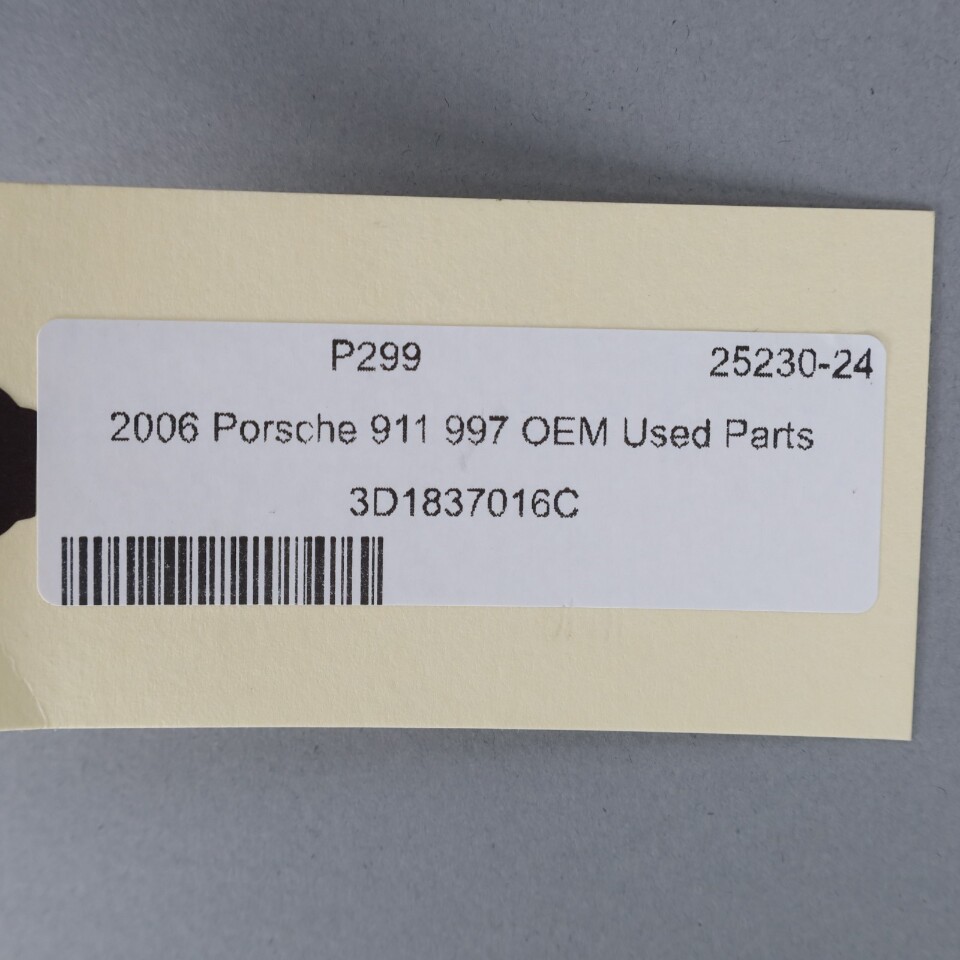 P299 25230-24
2006 Porsche 911 997 OEM Used Parts
3D1837016C